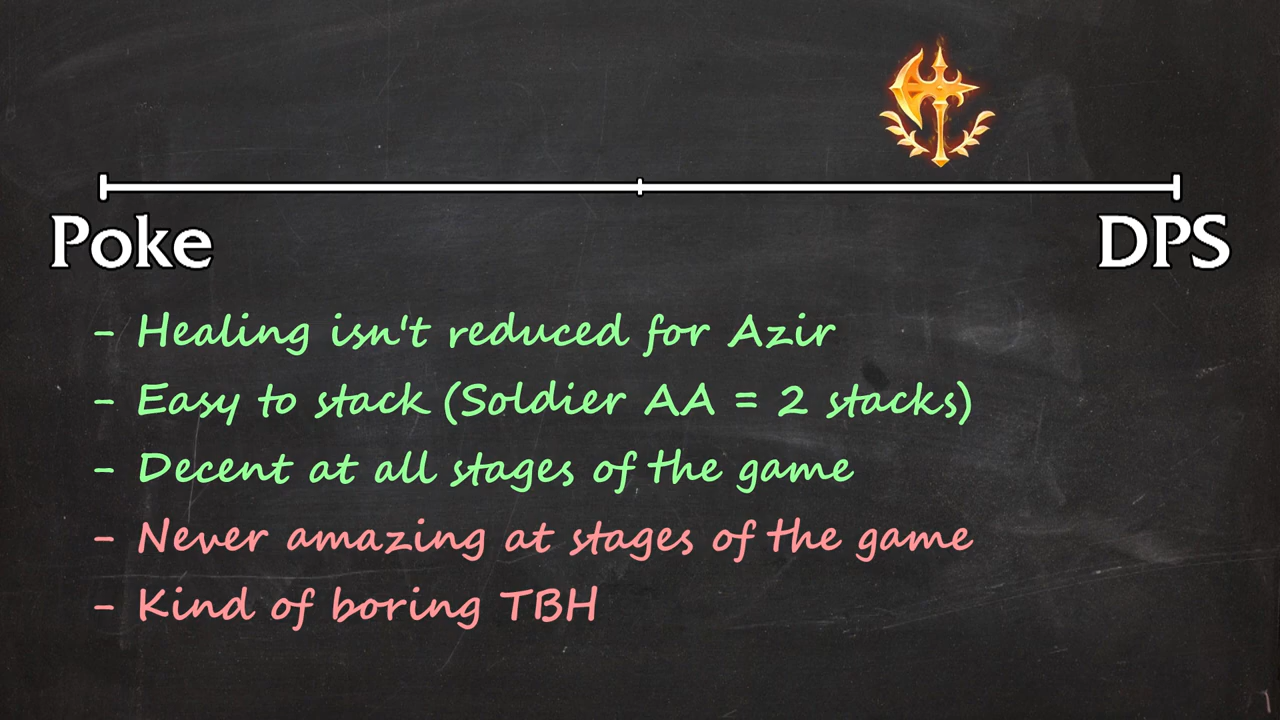 Poke
DPS
- Healing isn't reduced for Azir
- Easy to stack (Soldier AA = 2 stacks)
- Decent at all stages of the game
- Never amazing at stages of the game
- Kind of boring TBH